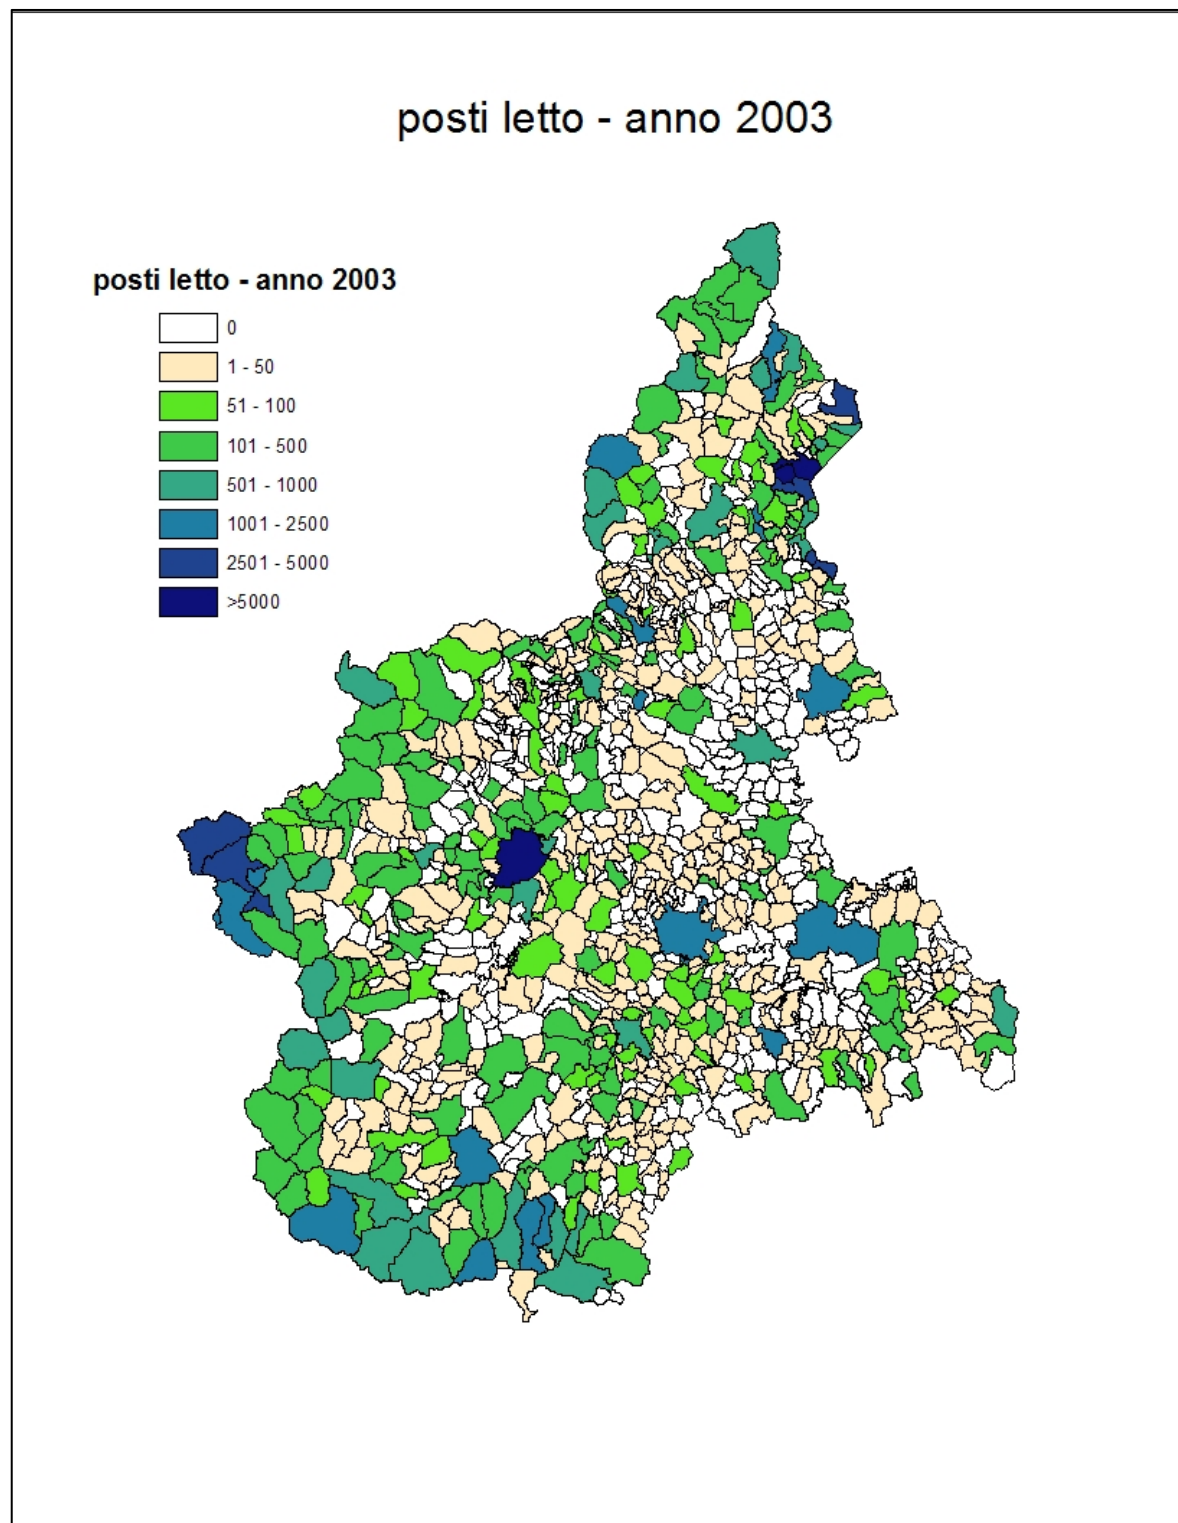 posti letto - anno 2003
posti letto - anno 2003
0
1 - 50
51 - 100
101 - 500
501 - 1000
1001 - 2500
2501 - 5000
>5000